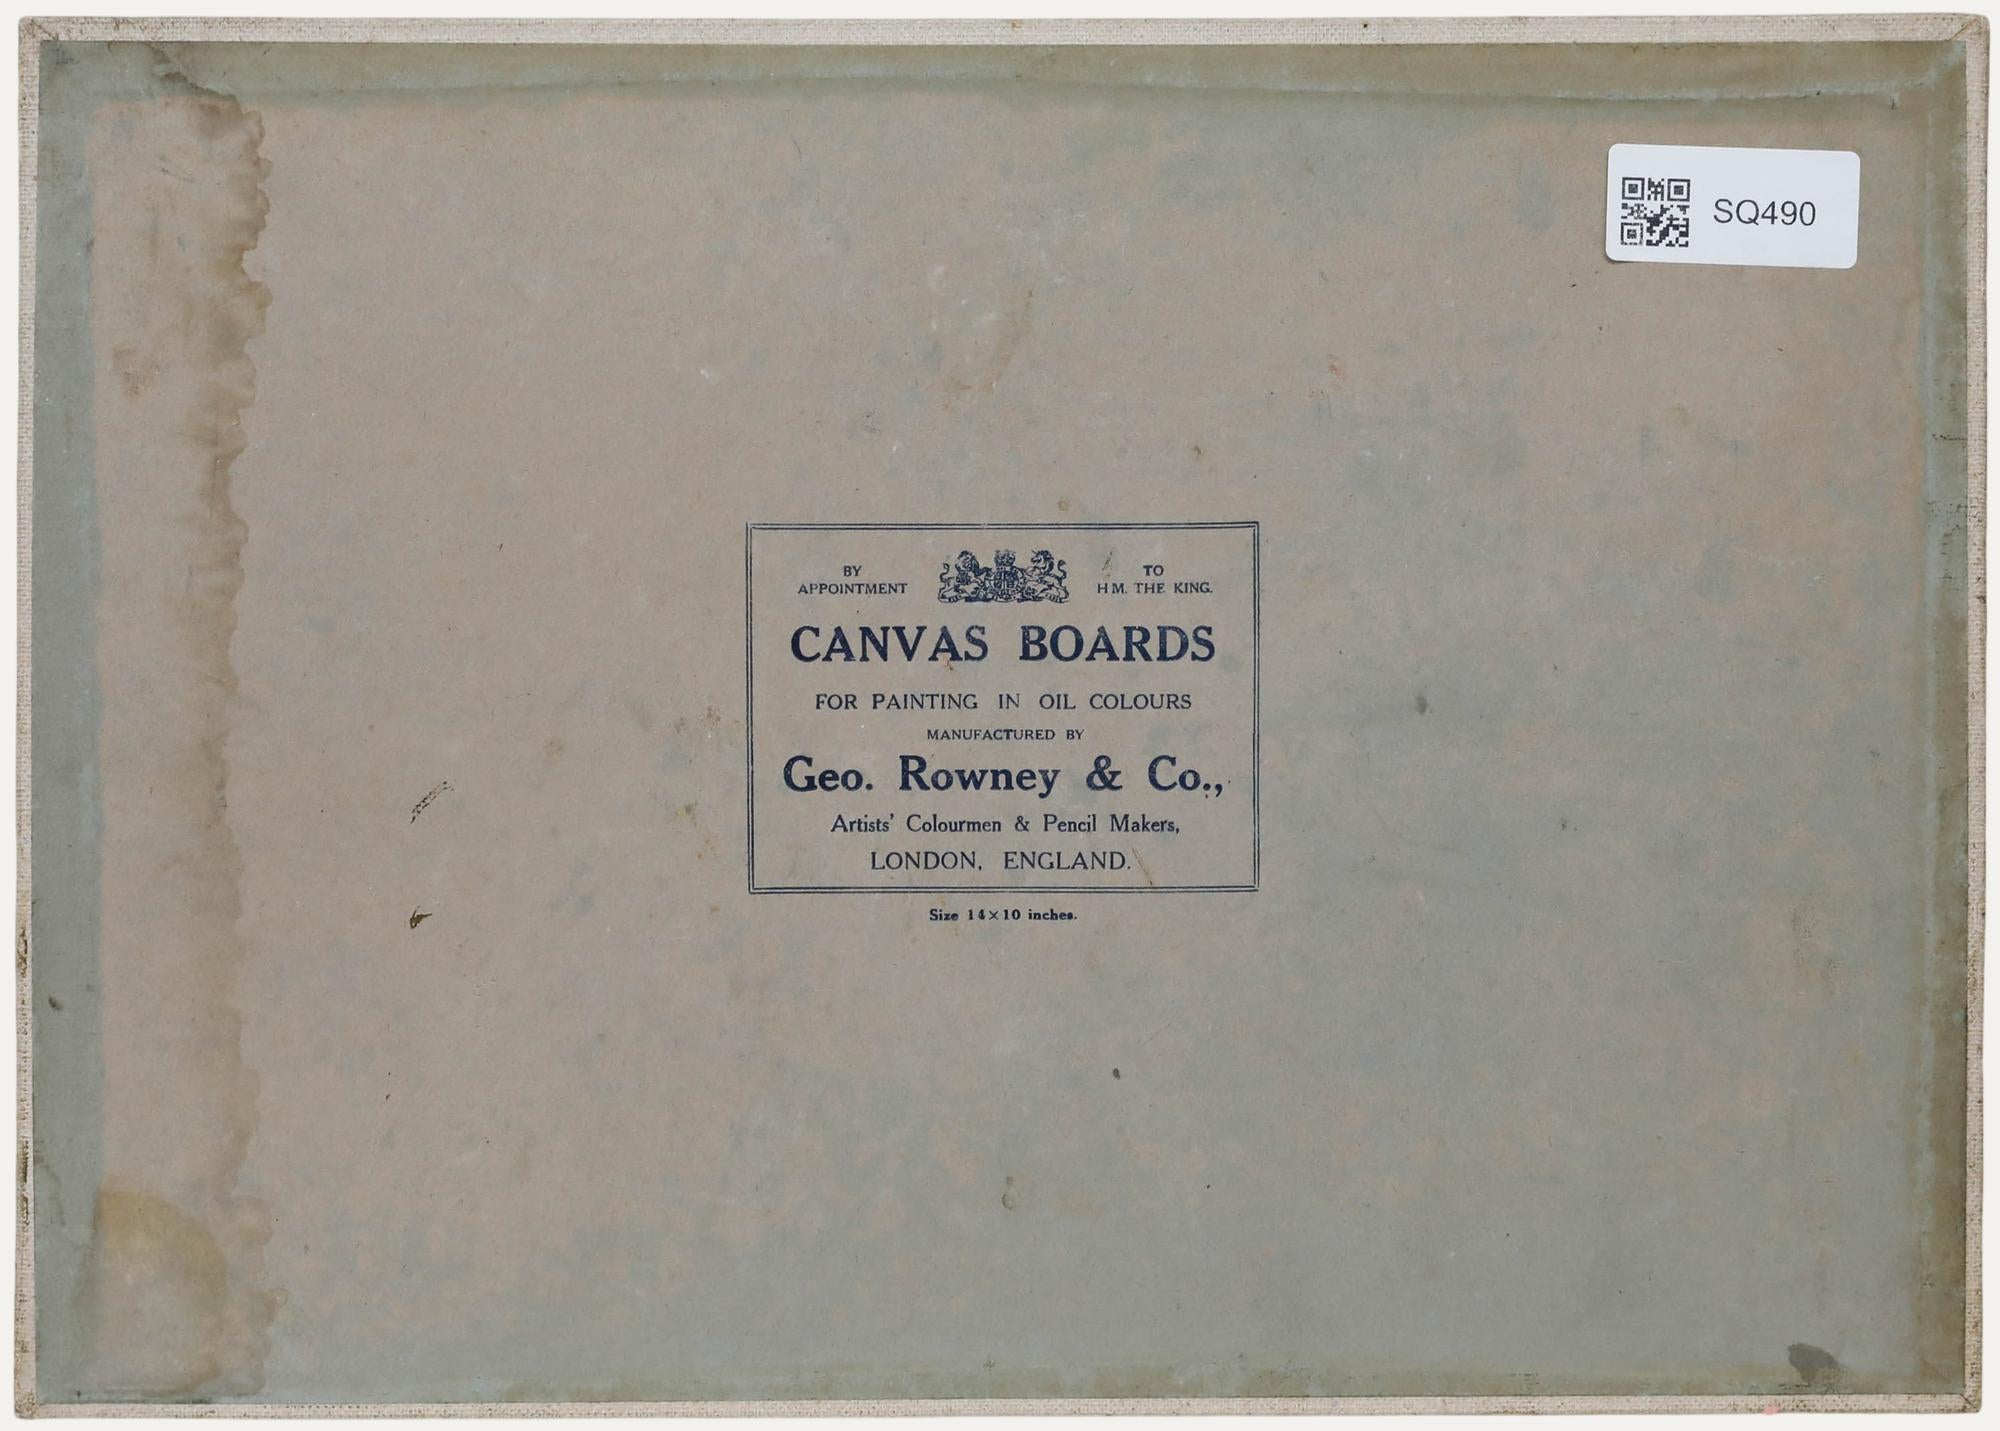 SQ490
BY APPOINTMENT
TO H.M. THE KING.
CANVAS BOARDS
FOR PAINTING IN OIL COLOURS
MANUFACTURED BY
Geo. Rowney & Co.,
Artists' Colourmen & Pencil Makers,
LONDON, ENGLAND.
Size 14×10 inches.